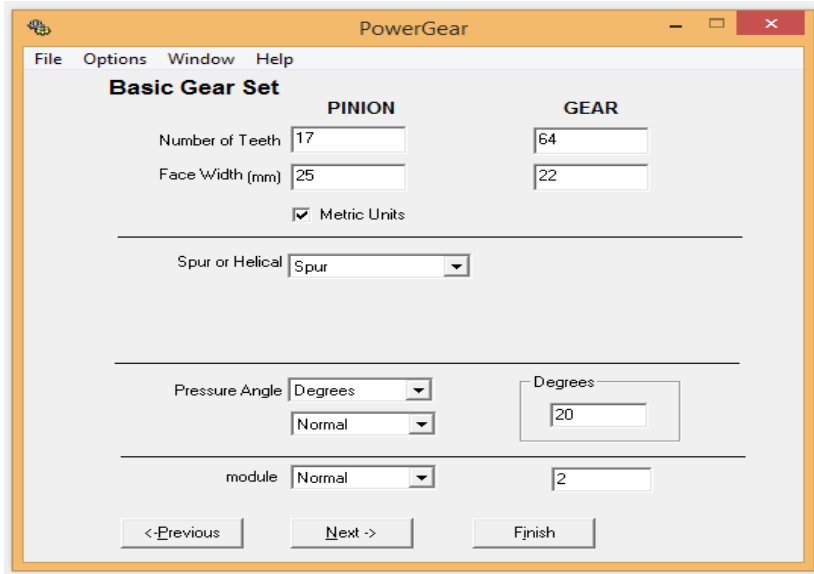 PowerGear
File Options Window Help
Basic Gear Set
PINION GEAR
Number of Teeth 17 64
Face Width (mm) 25 22
Metric Units
Spur or Helical Spur
Pressure Angle Degrees Degrees
Normal 20
module Normal 2
<-Previous Next -> Finish